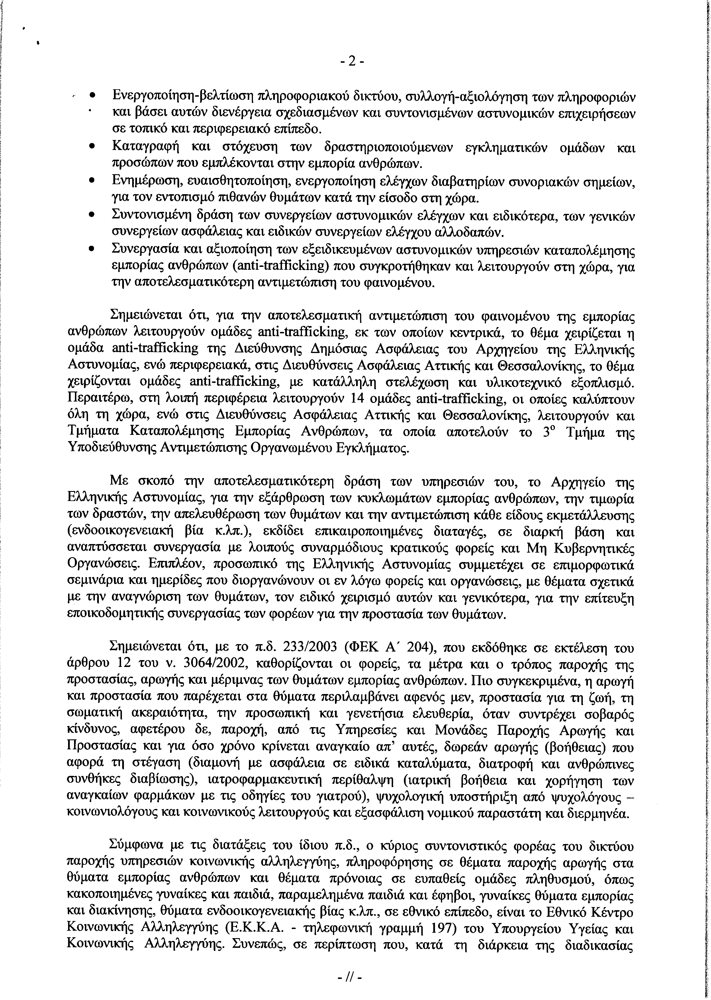 - 2 -
• Ενεργοποίηση-βελτίωση πληροφοριακού δικτύου, συλλογή-αξιολόγηση των πληροφοριών
και βάσει αυτών διενέργεια σχεδιασμένων και συντονισμένων αστυνομικών επιχειρήσεων
σε τοπικό και περιφερειακό επίπεδο.
• Καταγραφή και στόχευση των δραστηριοποιούμενων εγκληματικών ομάδων και
προσώπων που εμπλέκονται στην εμπορία ανθρώπων.
• Ενημέρωση, ευαισθητοποίηση, ενεργοποίηση ελέγχων διαβατηρίων συνοριακών σημείων,
για τον εντοπισμό πιθανών θυμάτων κατά την είσοδο στη χώρα.
• Συντονισμένη δράση των συνεργείων αστυνομικών ελέγχων και ειδικότερα, των γενικών
συνεργείων ασφάλειας και ειδικών συνεργείων ελέγχου αλλοδαπών.
• Συνεργασία και αξιοποίηση των εξειδικευμένων αστυνομικών υπηρεσιών καταπολέμησης
εμπορίας ανθρώπων (anti-trafficking) που συγκροτήθηκαν και λειτουργούν στη χώρα, για
την αποτελεσματικότερη αντιμετώπιση του φαινομένου.
Σημειώνεται ότι, για την αποτελεσματική αντιμετώπιση του φαινομένου της εμπορίας
ανθρώπων λειτουργούν ομάδες anti-trafficking, εκ των οποίων κεντρικά, το θέμα χειρίζεται η
ομάδα anti-trafficking της Διεύθυνσης Δημόσιας Ασφάλειας του Αρχηγείου της Ελληνικής
Αστυνομίας, ενώ περιφερειακά, στις Διευθύνσεις Ασφάλειας Αττικής και Θεσσαλονίκης, το θέμα
χειρίζονται ομάδες anti-trafficking, με κατάλληλη στελέχωση και υλικοτεχνικό εξοπλισμό.
Περαιτέρω, στη λοιπή περιφέρεια λειτουργούν 14 ομάδες anti-trafficking, οι οποίες καλύπτουν
όλη τη χώρα, ενώ στις Διευθύνσεις Ασφάλειας Αττικής και Θεσσαλονίκης, λειτουργούν και
Τμήματα Καταπολέμησης Εμπορίας Ανθρώπων, τα οποία αποτελούν το 3ο Τμήμα της
Υποδιεύθυνσης Αντιμετώπισης Οργανωμένου Εγκλήματος.
Με σκοπό την αποτελεσματικότερη δράση των υπηρεσιών του, το Αρχηγείο της
Ελληνικής Αστυνομίας, για την εξάρθρωση των κυκλωμάτων εμπορίας ανθρώπων, την τιμωρία
των δραστών, την απελευθέρωση των θυμάτων και την αντιμετώπιση κάθε είδους εκμετάλλευσης
(ενδοοικογενειακή βία κ.λπ.), εκδίδει επικαιροποιημένες διαταγές, σε διαρκή βάση και
αναπτύσσεται συνεργασία με λοιπούς συναρμόδιους κρατικούς φορείς και Μη Κυβερνητικές
Οργανώσεις. Επιπλέον, προσωπικό της Ελληνικής Αστυνομίας συμμετέχει σε επιμορφωτικά
σεμινάρια και ημερίδες που διοργανώνουν οι εν λόγω φορείς και οργανώσεις, με θέματα σχετικά
με την αναγνώριση των θυμάτων, τον ειδικό χειρισμό αυτών και γενικότερα, για την επίτευξη
εποικοδομητικής συνεργασίας των φορέων για την προστασία των θυμάτων.
Σημειώνεται ότι, με το π.δ. 233/2003 (ΦΕΚ Α΄ 204), που εκδόθηκε σε εκτέλεση του
άρθρου 12 του ν. 3064/2002, καθορίζονται οι φορείς, τα μέτρα και ο τρόπος παροχής της
προστασίας, αρωγής και μέριμνας των θυμάτων εμπορίας ανθρώπων. Πιο συγκεκριμένα, η αρωγή
και προστασία που παρέχεται στα θύματα περιλαμβάνει αφενός μεν, προστασία για τη ζωή, τη
σωματική ακεραιότητα, την προσωπική και γενετήσια ελευθερία, όταν συντρέχει σοβαρός
κίνδυνος, αφετέρου δε, παροχή, από τις Υπηρεσίες και Μονάδες Παροχής Αρωγής και
Προστασίας και για όσο χρόνο κρίνεται αναγκαίο απ’ αυτές, δωρεάν αρωγής (βοήθειας) που
αφορά τη στέγαση (διαμονή με ασφάλεια σε ειδικά καταλύματα, διατροφή και ανθρώπινες
συνθήκες διαβίωσης), ιατροφαρμακευτική περίθαλψη (ιατρική βοήθεια και χορήγηση των
αναγκαίων φαρμάκων με τις οδηγίες του γιατρού), ψυχολογική υποστήριξη από ψυχολόγους –
κοινωνιολόγους και κοινωνικούς λειτουργούς και εξασφάλιση νομικού παραστάτη και διερμηνέα.
Σύμφωνα με τις διατάξεις του ίδιου π.δ., ο κύριος συντονιστικός φορέας του δικτύου
παροχής υπηρεσιών κοινωνικής αλληλεγγύης, πληροφόρησης σε θέματα παροχής αρωγής στα
θύματα εμπορίας ανθρώπων και θέματα πρόνοιας σε ευπαθείς ομάδες πληθυσμού, όπως
κακοποιημένες γυναίκες και παιδιά, παραμελημένα παιδιά και έφηβοι, γυναίκες θύματα εμπορίας
και διακίνησης, θύματα ενδοοικογενειακής βίας κ.λπ., σε εθνικό επίπεδο, είναι το Εθνικό Κέντρο
Κοινωνικής Αλληλεγγύης (Ε.Κ.Κ.Α. - τηλεφωνική γραμμή 197) του Υπουργείου Υγείας και
Κοινωνικής Αλληλεγγύης. Συνεπώς, σε περίπτωση που, κατά τη διάρκεια της διαδικασίας
- // -